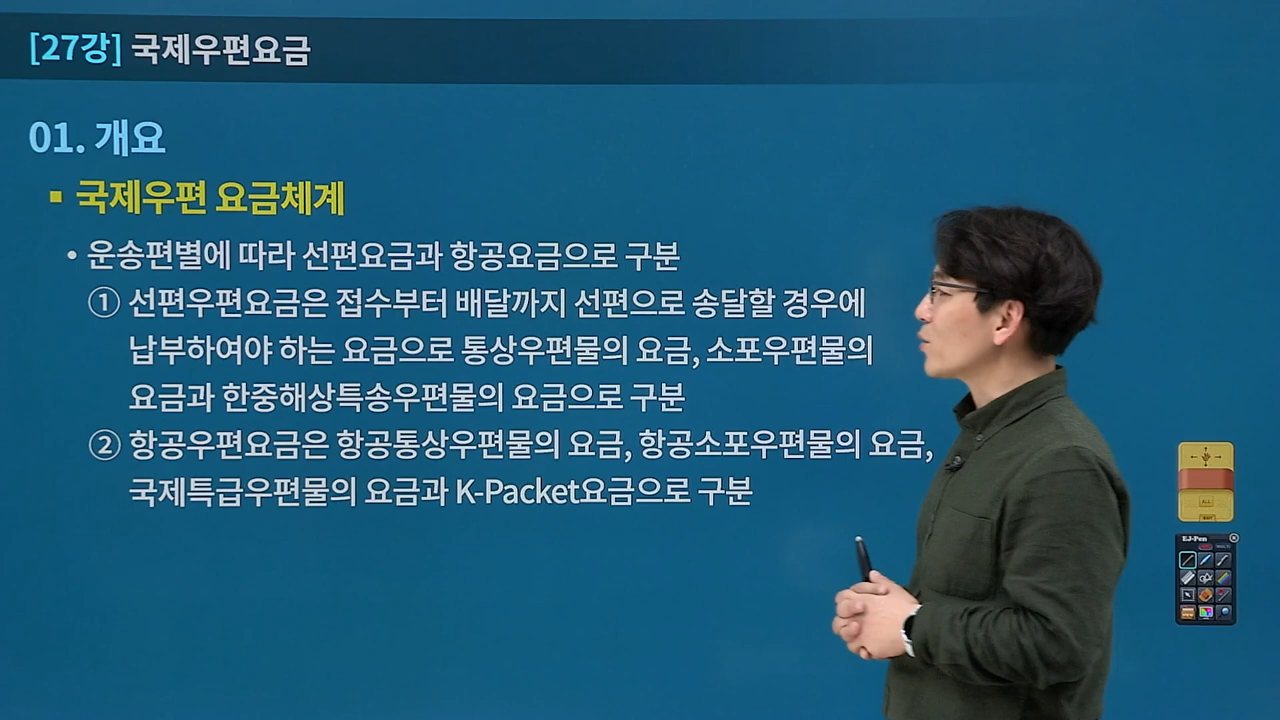 [27강] 국제우편요금
01. 개요
▪ 국제우편 요금체계
• 운송편별에 따라 선편요금과 항공요금으로 구분
① 선편우편요금은 접수부터 배달까지 선편으로 송달할 경우에
납부하여야 하는 요금으로 통상우편물의 요금, 소포우편물의
요금과 한중해상특송우편물의 요금으로 구분
② 항공우편요금은 항공통상우편물의 요금, 항공소포우편물의 요금,
국제특급우편물의 요금과 K-Packet요금으로 구분
ALL
EJ-Pen